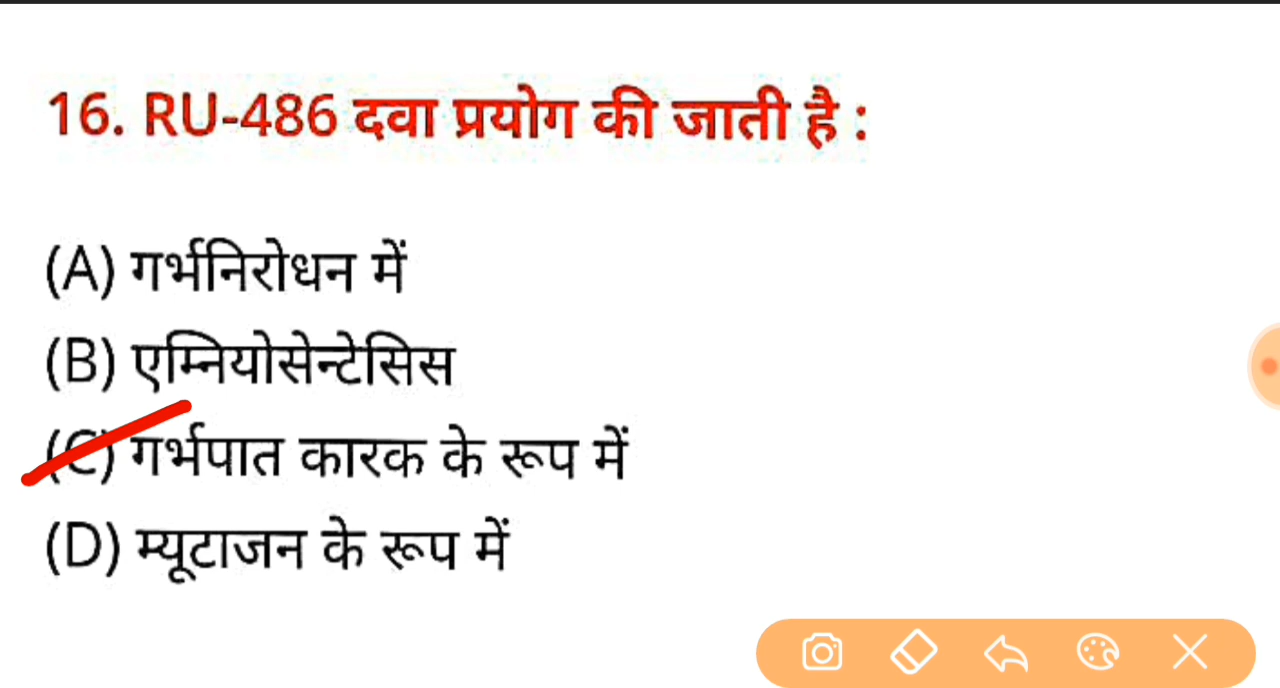 16. RU-486 दवा प्रयोग की जाती है :
(A) गर्भनिरोधन में
(B) एम्नियोसेन्टेसिस
(C) गर्भपात कारक के रूप में
(D) म्यूटाजन के रूप में